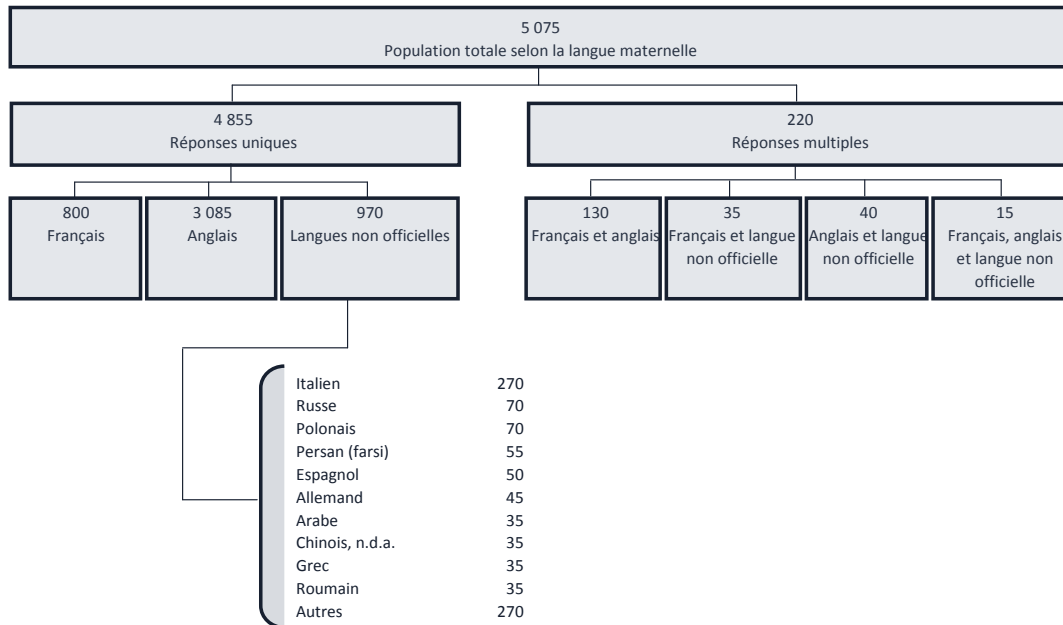 5 075
Population totale selon la langue maternelle
4 855
Réponses uniques
220
Réponses multiples
800
Français
3 085
Anglais
970
Langues non officielles
130
Français et anglais
35
Français et langue
non officielle
40
Anglais et langue
non officielle
15
Français, anglais
et langue non
officielle
Italien 270
Russe 70
Polonais 70
Persan (farsi) 55
Espagnol 50
Allemand 45
Arabe 35
Chinois, n.d.a. 35
Grec 35
Roumain 35
Autres 270